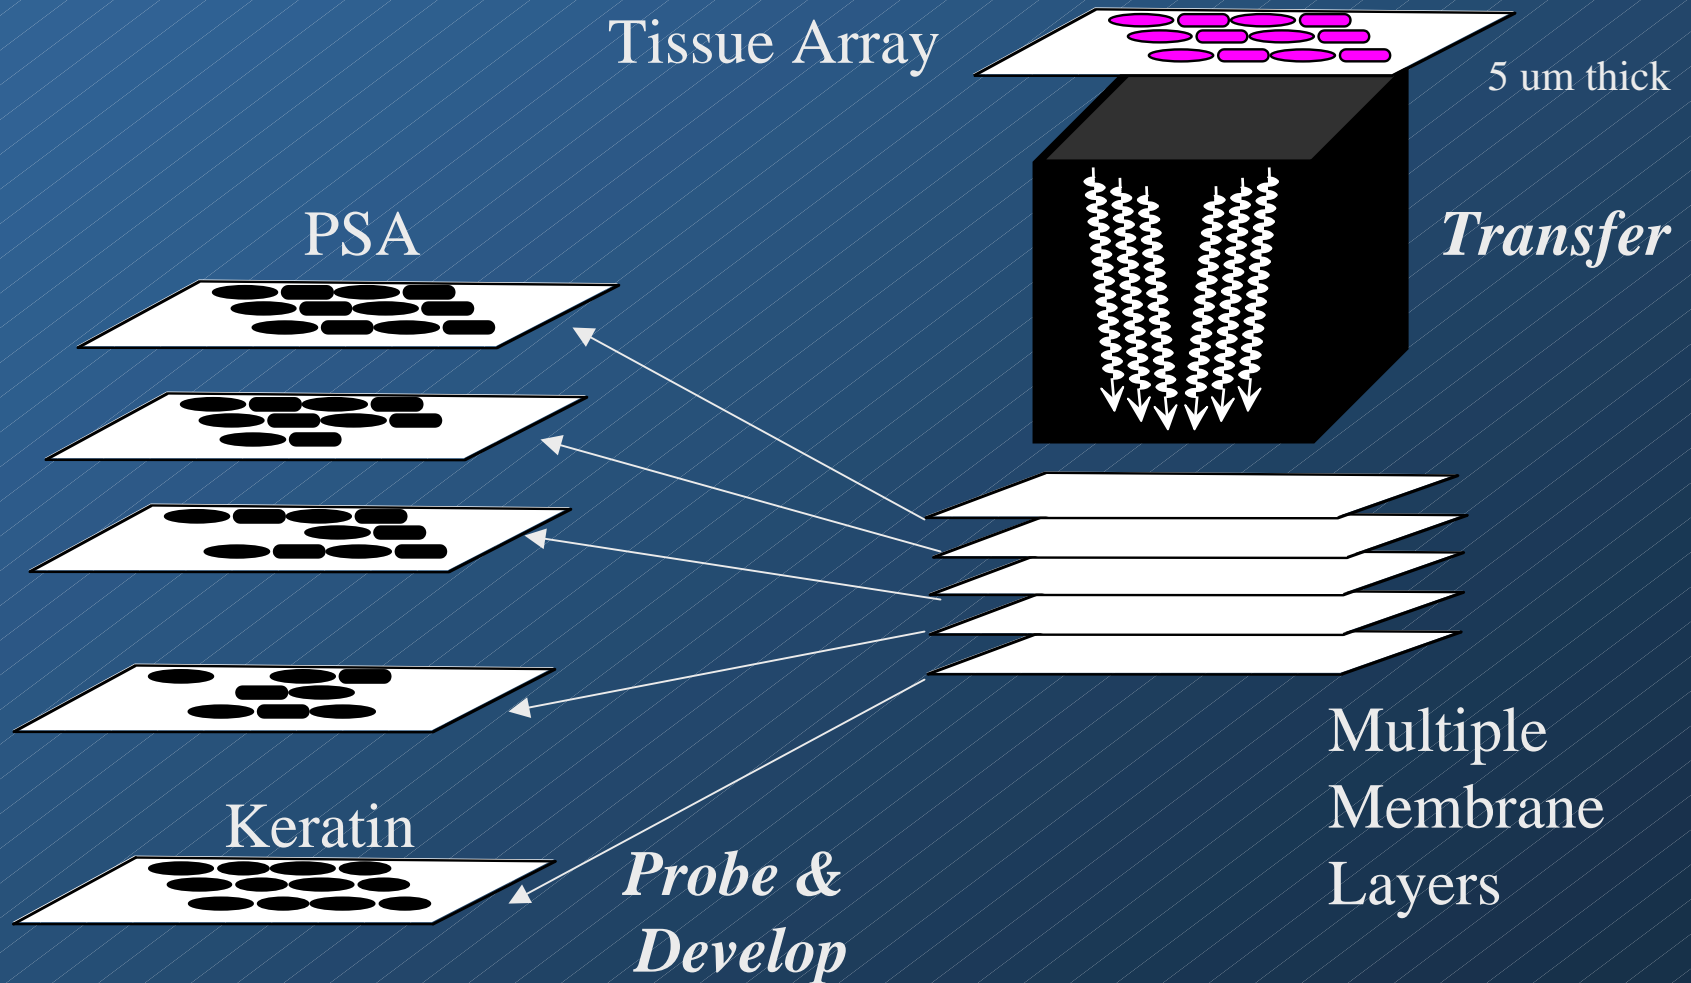 Tissue Array
5 um thick
PSA
Transfer
Multiple
Membrane
Layers
Keratin
Probe &
Develop